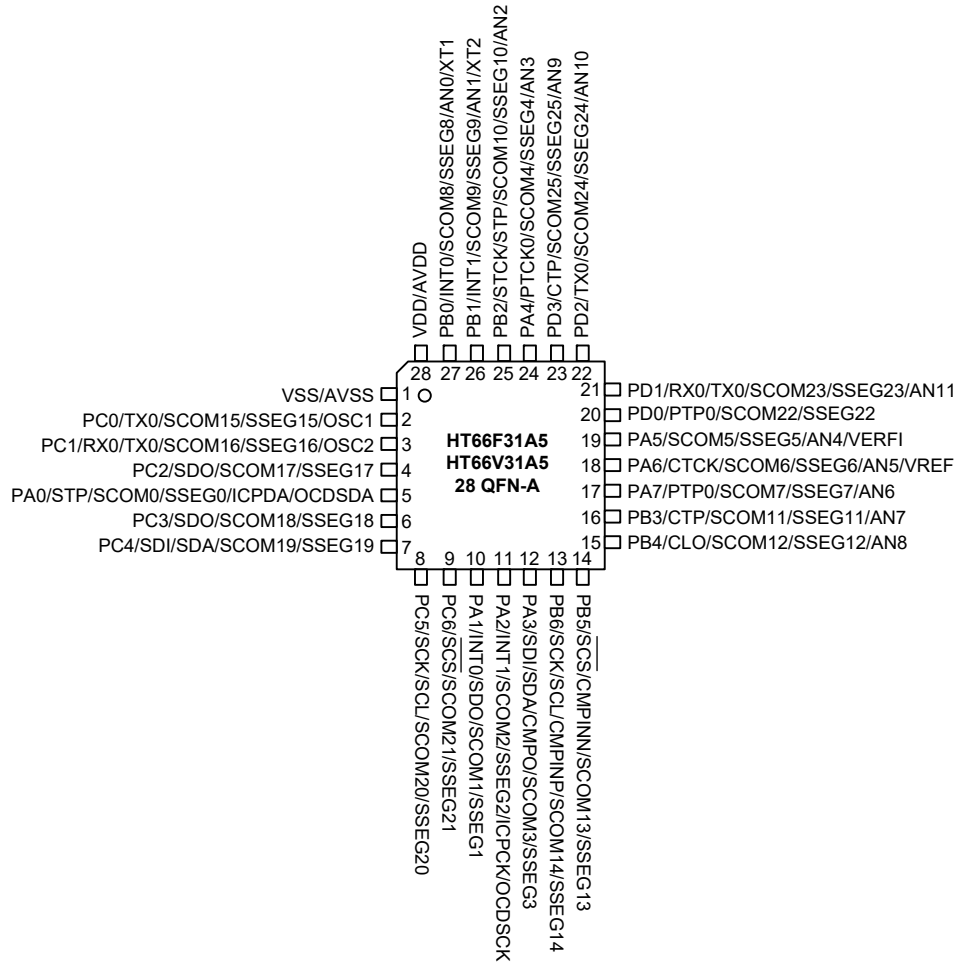 VDD/AVDD
PB0/INT0/SCOM8/SSEG8/AN0/XT1
PB1/INT1/SCOM9/SSEG9/AN1/XT2
PB2/STCK/STP/SCOM10/SSEG10/AN2
PA4/PTCK0/SCOM4/SSEG4/AN3
PD3/CTP/SCOM25/SSEG25/AN9
PD2/TX0/SCOM24/SSEG24/AN10
28 27 26 25 24 23 22
VSS/AVSS 1
PC0/TX0/SCOM15/SSEG15/OSC1 2
PC1/RX0/TX0/SCOM16/SSEG16/OSC2 3
PC2/SDO/SCOM17/SSEG17 4
PA0/STP/SCOM0/SSEG0/ICPDA/OCDSDA 5
PC3/SDO/SCOM18/SSEG18 6
PC4/SDI/SDA/SCOM19/SSEG19 7
HT66F31A5
HT66V31A5
28 QFN-A
21 PD1/RX0/TX0/SCOM23/SSEG23/AN11
20 PD0/PTP0/SCOM22/SSEG22
19 PA5/SCOM5/SSEG5/AN4/VERFI
18 PA6/CTCK/SCOM6/SSEG6/AN5/VREF
17 PA7/PTP0/SCOM7/SSEG7/AN6
16 PB3/CTP/SCOM11/SSEG11/AN7
15 PB4/CLO/SCOM12/SSEG12/AN8
8 9 10 11 12 13 14
PC5/SCK/SCL/SCOM20/SSEG20
PC6/SCS/SCOM21/SSEG21
PA1/INT0/SDO/SCOM1/SSEG1
PA2/INT1/SCOM2/SSEG2/ICPCK/OCDSCK
PA3/SDI/SDA/CMPO/SCOM3/SSEG3
PB6/SCK/SCL/CMPINP/SCOM14/SSEG14
PB5/SCS/CMPINN/SCOM13/SSEG13